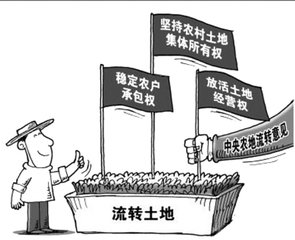 坚持农村土地
集体所有权
稳定农户
承包权
放活土地
经营权
中央农地流转意见
流转土地